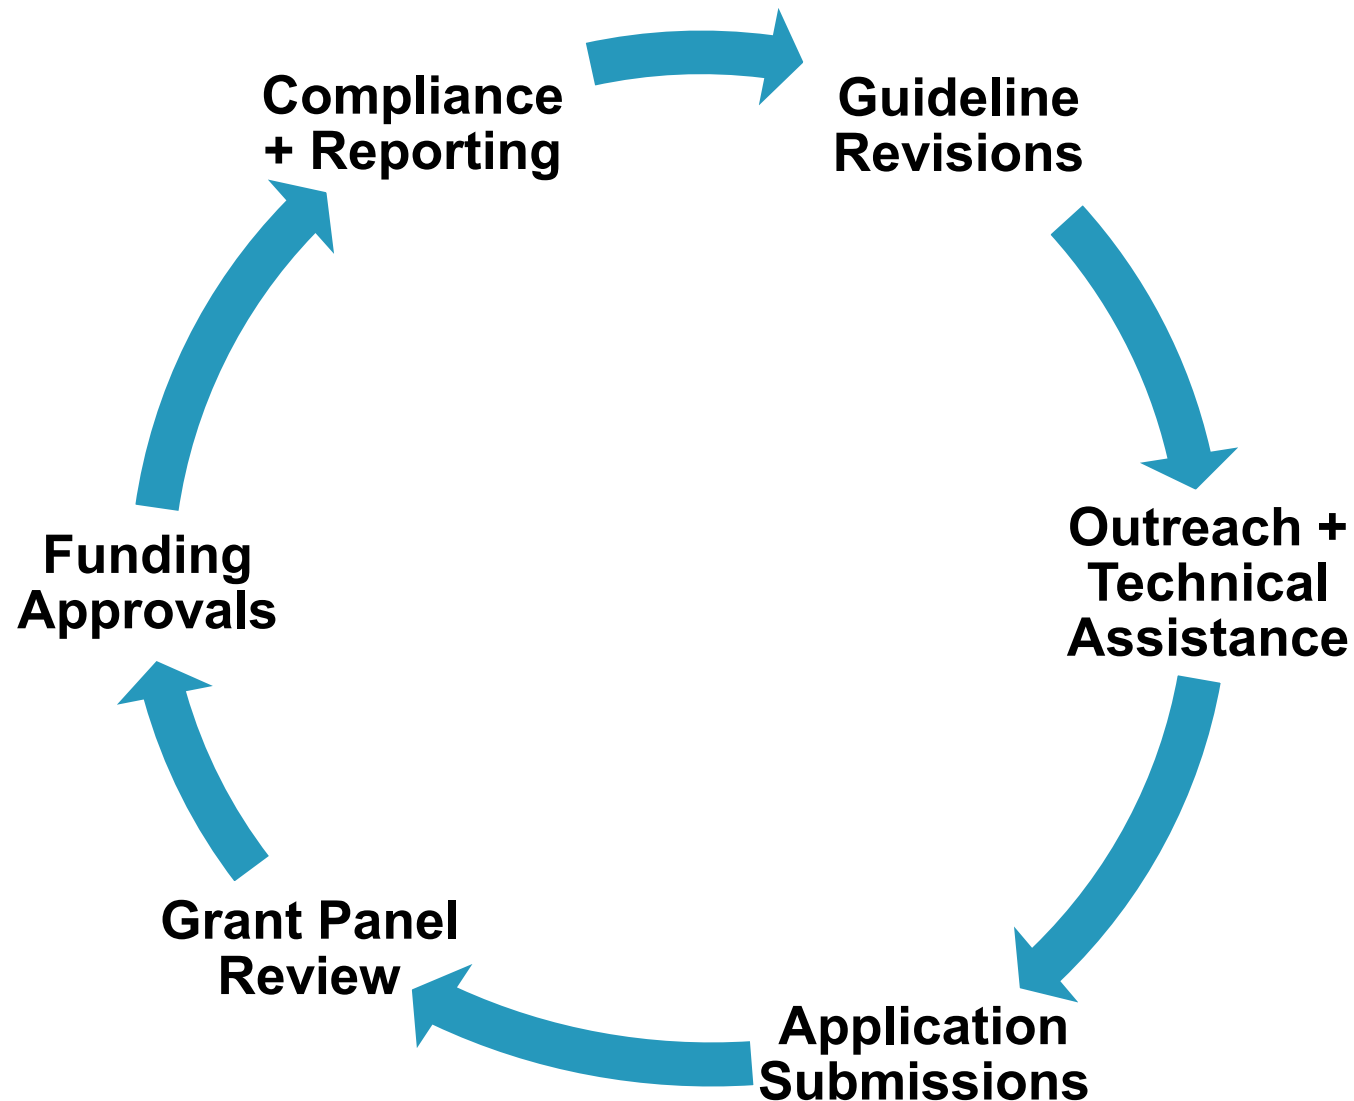 Compliance
+ Reporting
Guideline
Revisions
Outreach +
Technical
Assistance
Application
Submissions
Grant Panel
Review
Funding
Approvals